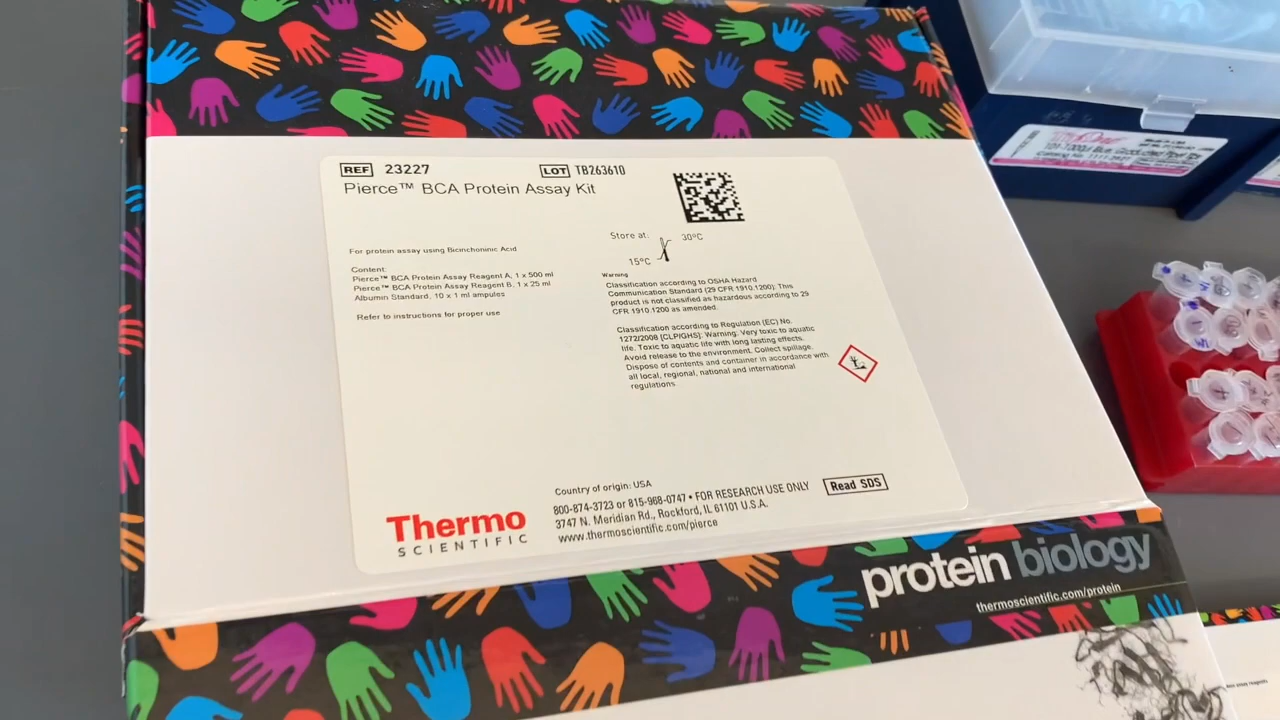 REF 23227
LOT TB263610
Pierce™ BCA Protein Assay Kit
For protein assay using Bicinchoninic Acid
Content:
Pierce™ BCA Protein Assay Reagent A, 1 x 500 ml
Pierce™ BCA Protein Assay Reagent B, 1 x 25 ml
Albumin Standard, 10 x 1 ml ampules
Refer to instructions for proper use
Store at:
30°C
15°C
Warning
Classification according to OSHA Hazard
Communication Standard (29 CFR 1910.1200): This
product is not classified as hazardous according to 29
CFR 1910.1200 as amended.
Classification according to Regulation (EC) No.
1272/2008 [CLP/GHS]: Warning: Very toxic to aquatic
life. Toxic to aquatic life with long lasting effects.
Avoid release to the environment. Collect spillage.
Dispose of contents and container in accordance with
all local, regional, national and international
regulations
Country of origin: USA
800-874-3723 or 815-968-0747 • FOR RESEARCH USE ONLY
3747 N. Meridian Rd., Rockford, IL 61101 U.S.A.
www.thermoscientific.com/pierce
Read SDS
Thermo
SCIENTIFIC
protein biology
thermoscientific.com/protein